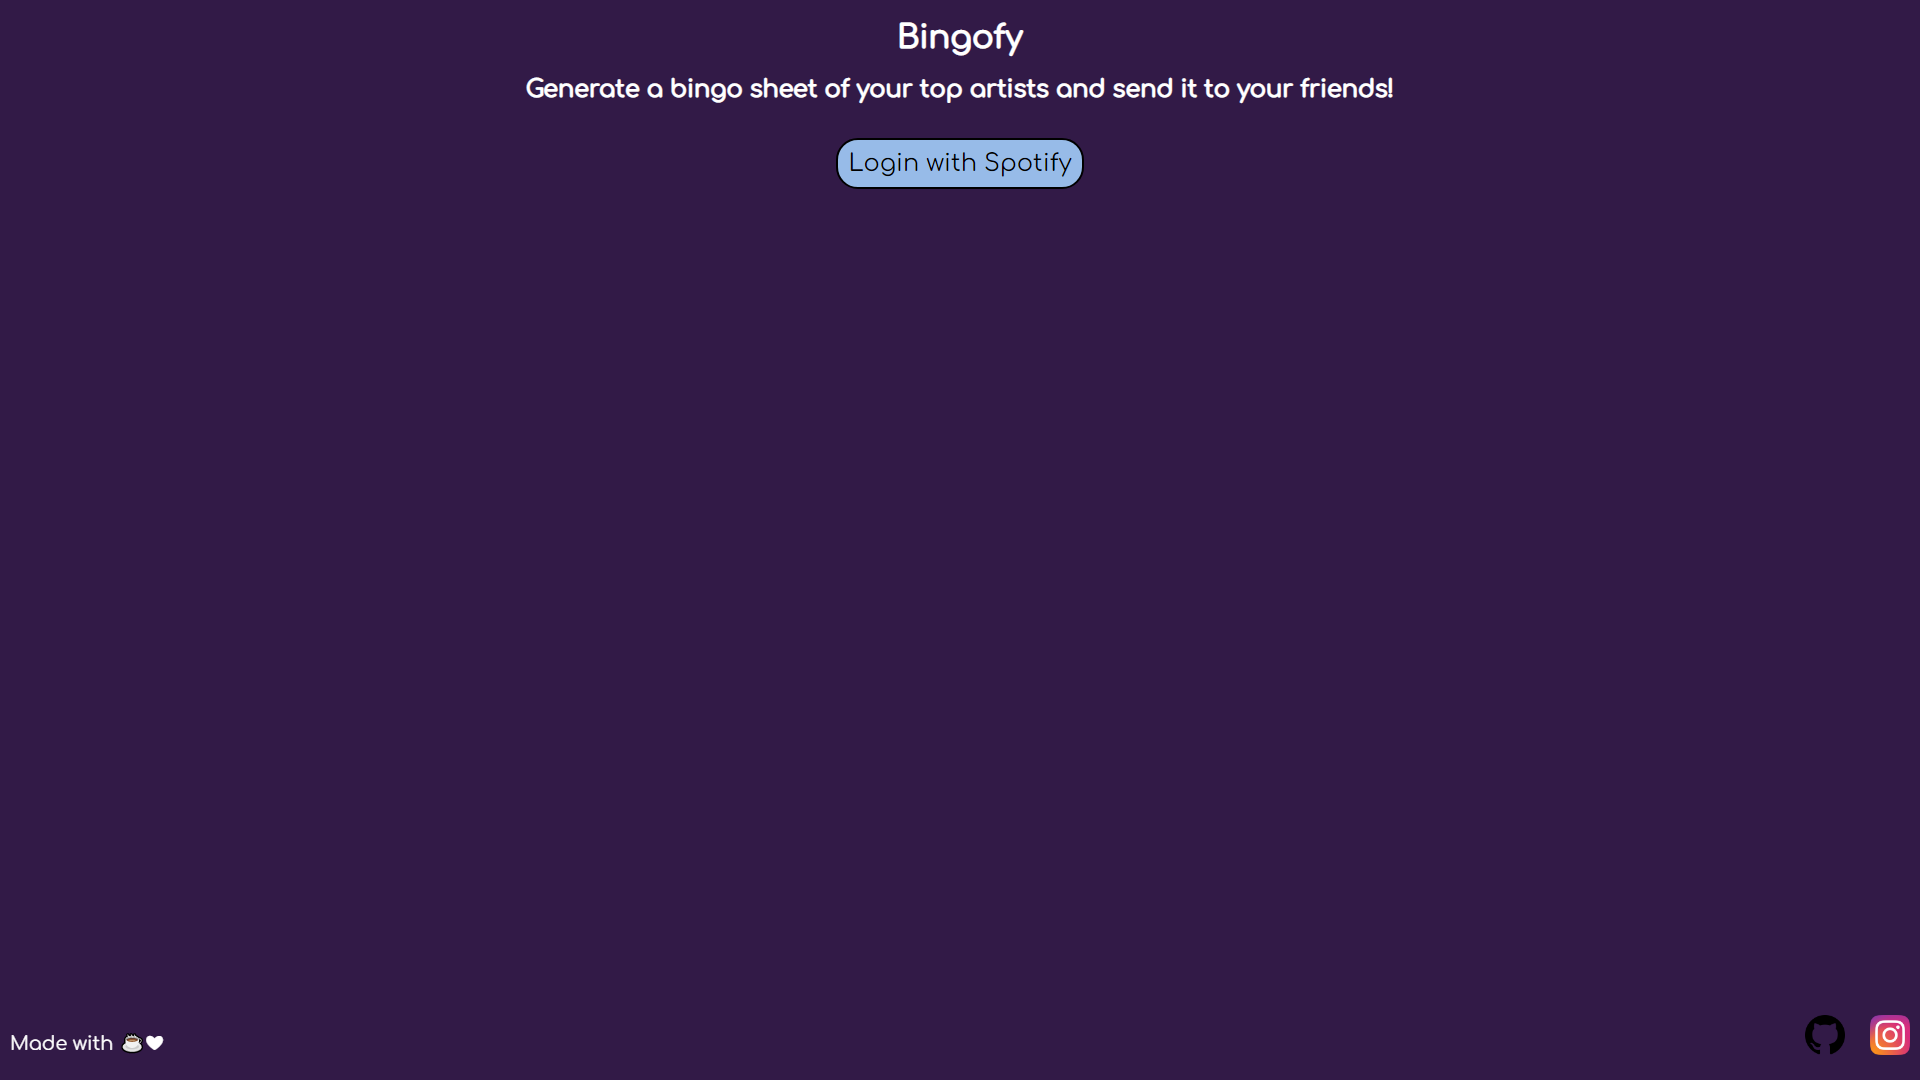 Bingofy
Generate a bingo sheet of your top artists and send it to your friends!
Login with Spotify
Made with ☕🤍